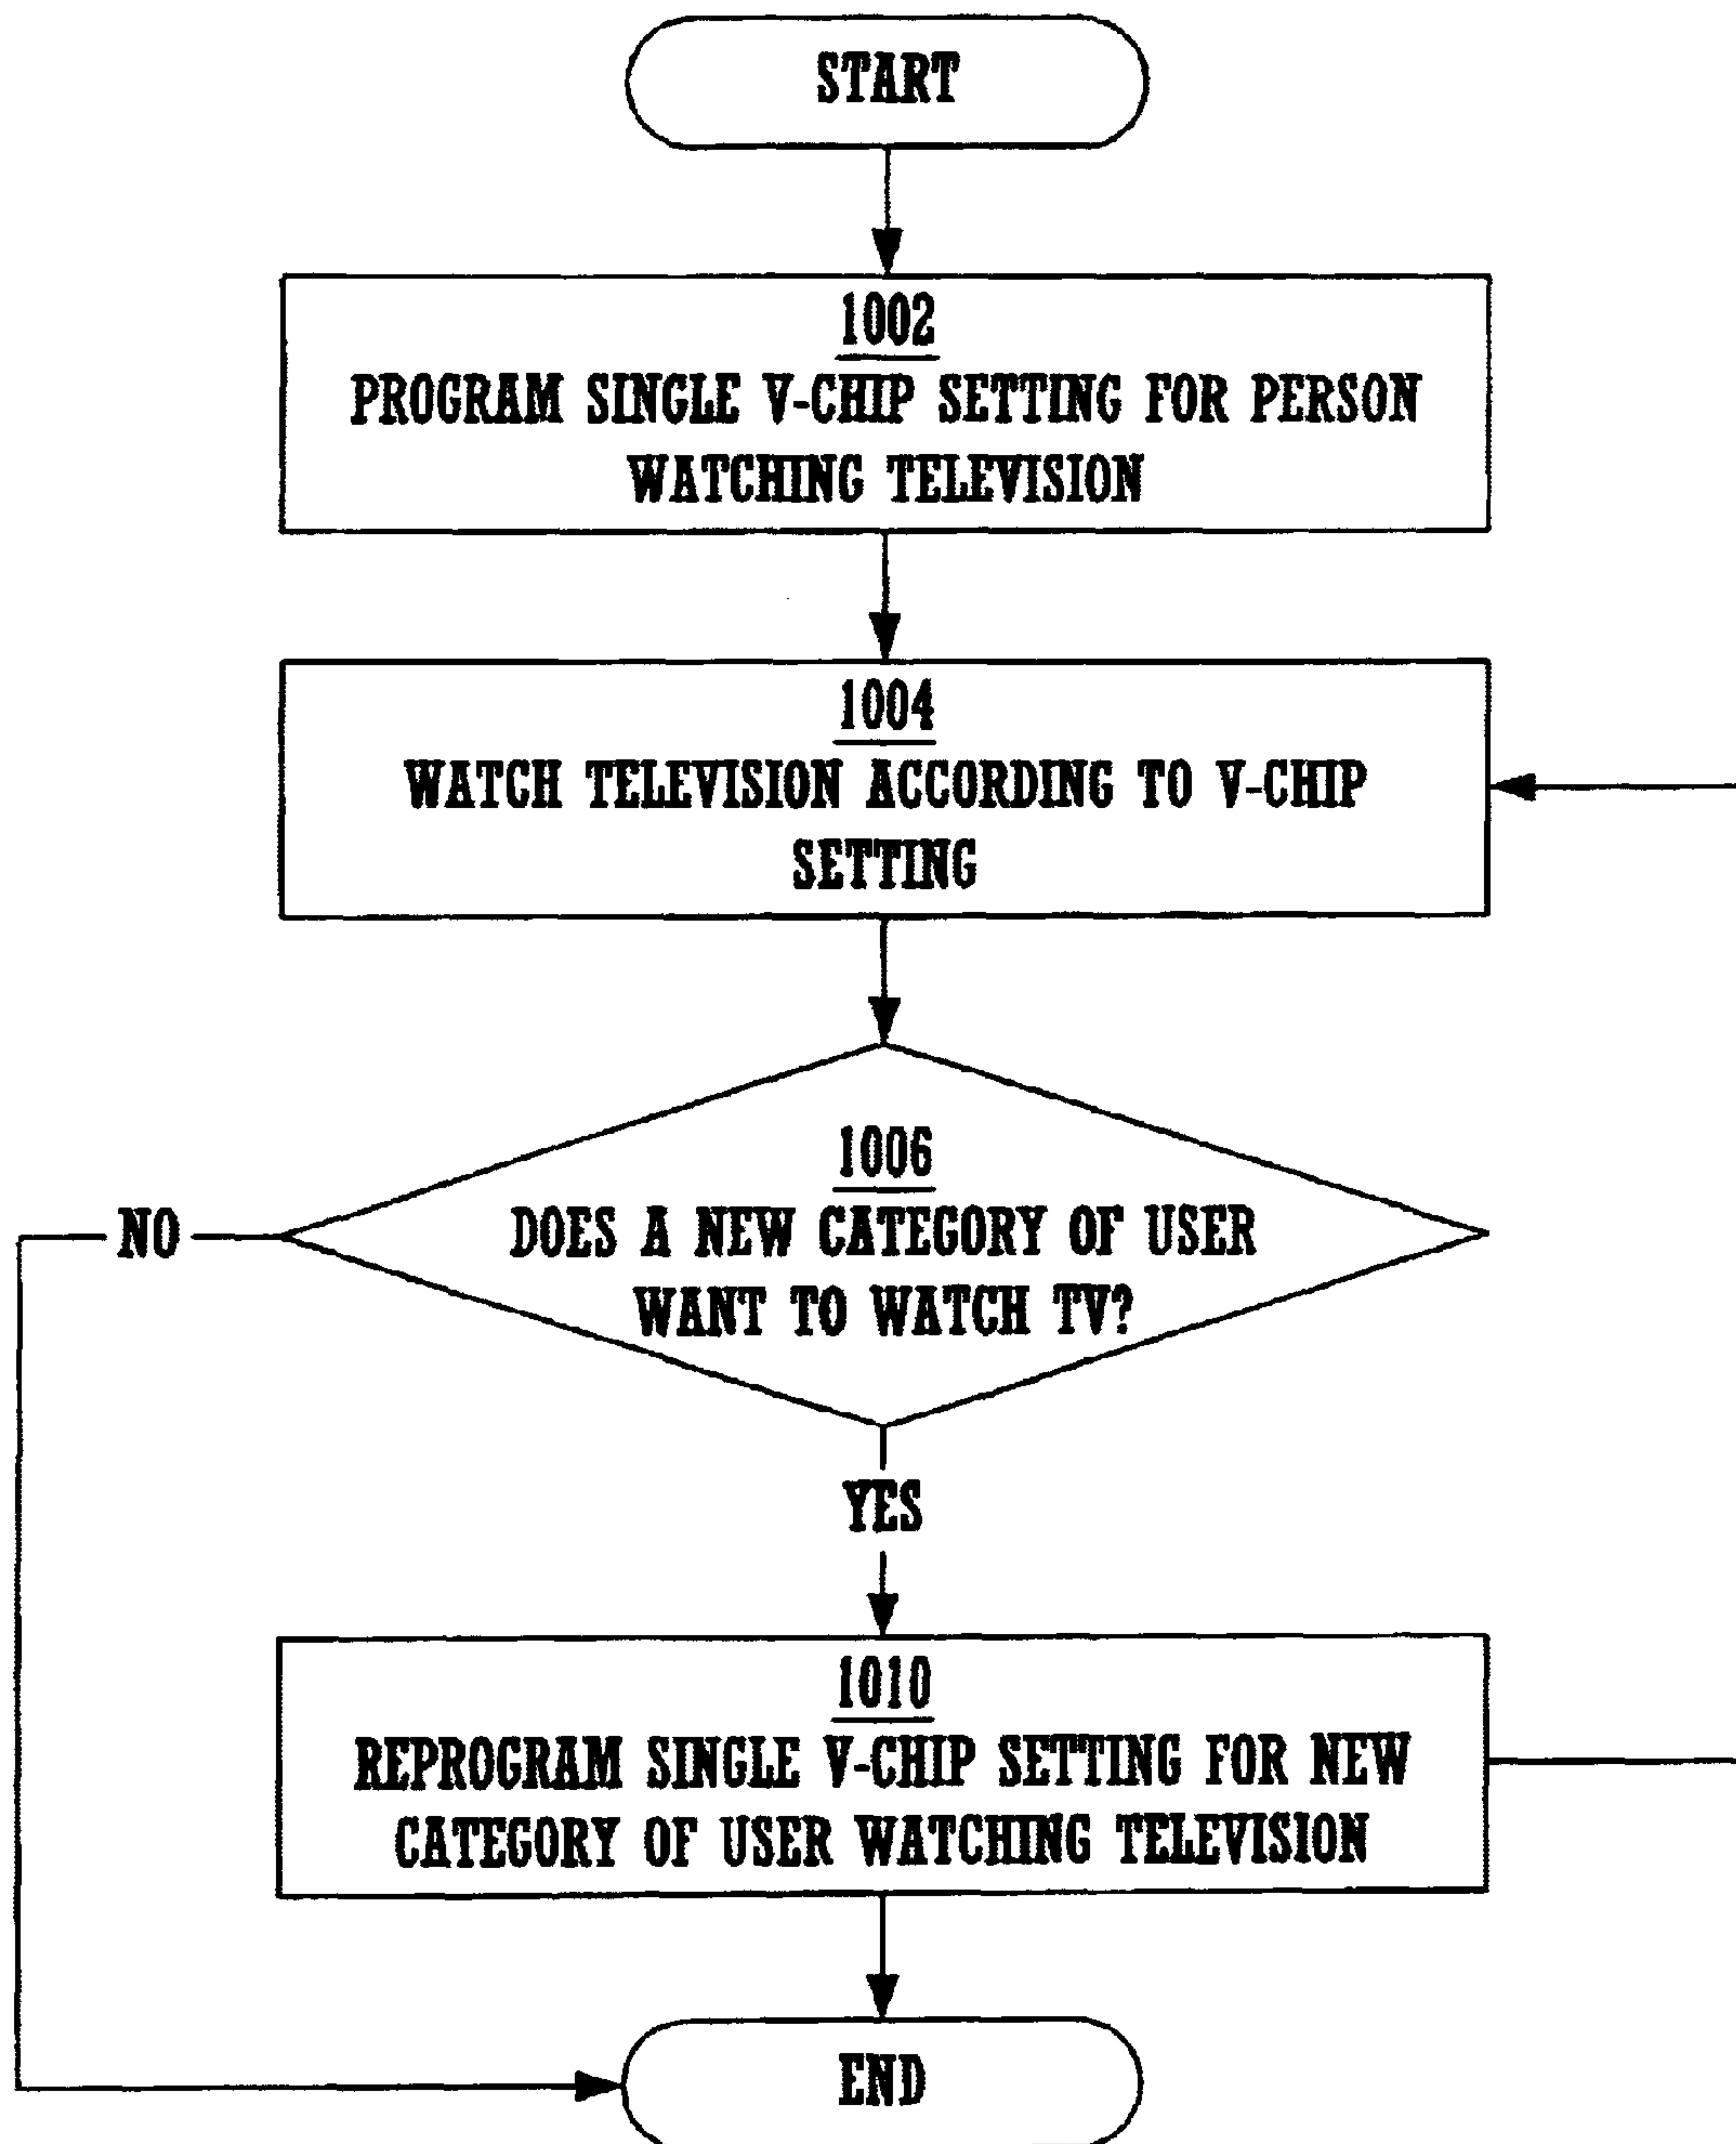 START
1002
PROGRAM SINGLE V-CHIP SETTING FOR PERSON
WATCHING TELEVISION
1004
WATCH TELEVISION ACCORDING TO V-CHIP
SETTING
1006
DOES A NEW CATEGORY OF USER
WANT TO WATCH TV?
NO
YES
1010
REPROGRAM SINGLE V-CHIP SETTING FOR NEW
CATEGORY OF USER WATCHING TELEVISION
END